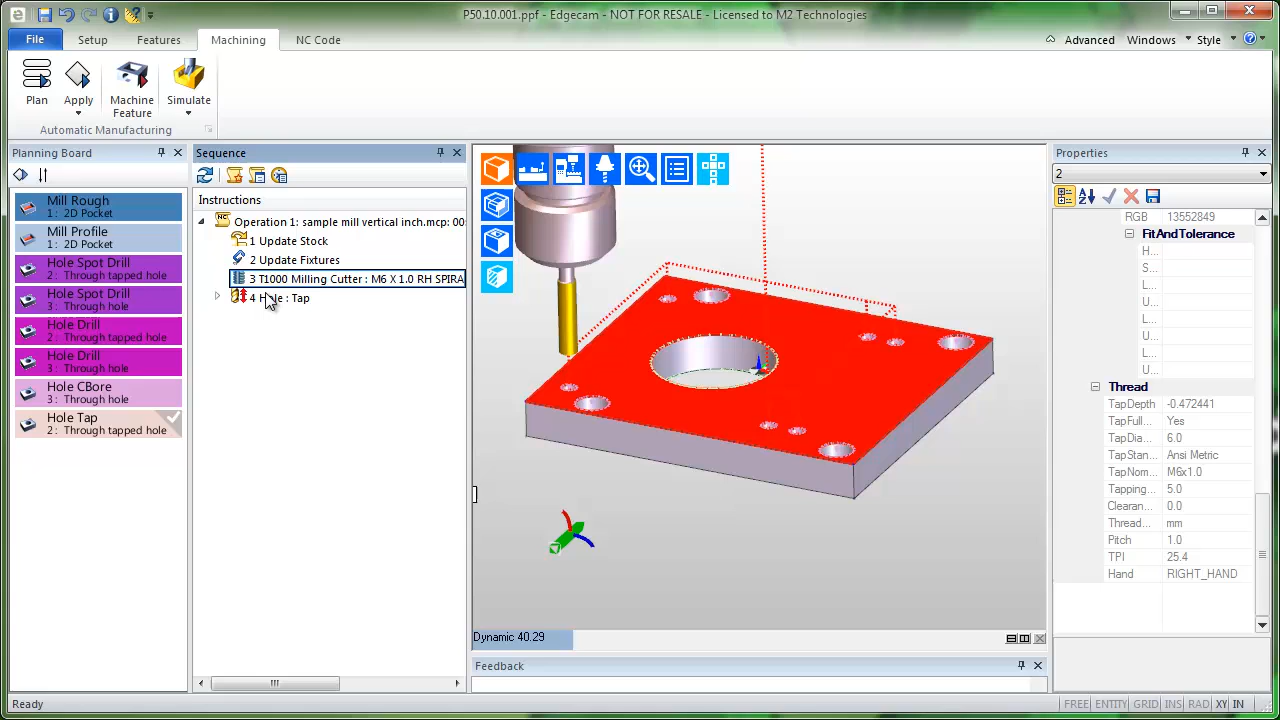 P50.10.001.ppf - Edgecam - NOT FOR RESALE - Licensed to M2 Technologies
File Setup Features Machining NC Code Advanced Windows Style
Plan Apply Machine Feature Simulate
Automatic Manufacturing
Planning Board
Mill Rough
1: 2D Pocket
Mill Profile
1: 2D Pocket
Hole Spot Drill
2: Through tapped hole
Hole Spot Drill
3: Through hole
Hole Drill
2: Through tapped hole
Hole Drill
3: Through hole
Hole CBore
3: Through hole
Hole Tap
2: Through tapped hole
Sequence
Instructions
Operation 1: sample mill vertical inch.mcp: 00
1 Update Stock
2 Update Fixtures
3 T1000 Milling Cutter : M6 X 1.0 RH SPIRA
4 Hole : Tap
Dynamic 40.29
Feedback
Properties
2
RGB 13552849
FitAndTolerance
H...
S...
L...
U...
L...
U...
L...
U...
Thread
TapDepth -0.472441
TapFull... Yes
TapDia... 6.0
TapStan... Ansi Metric
TapNom... M6x1.0
Tapping... 5.0
Clearan... 0.0
Thread... mm
Pitch 1.0
TPI 25.4
Hand RIGHT_HAND
Ready
FREE ENTITY GRID INS RAD XY IN